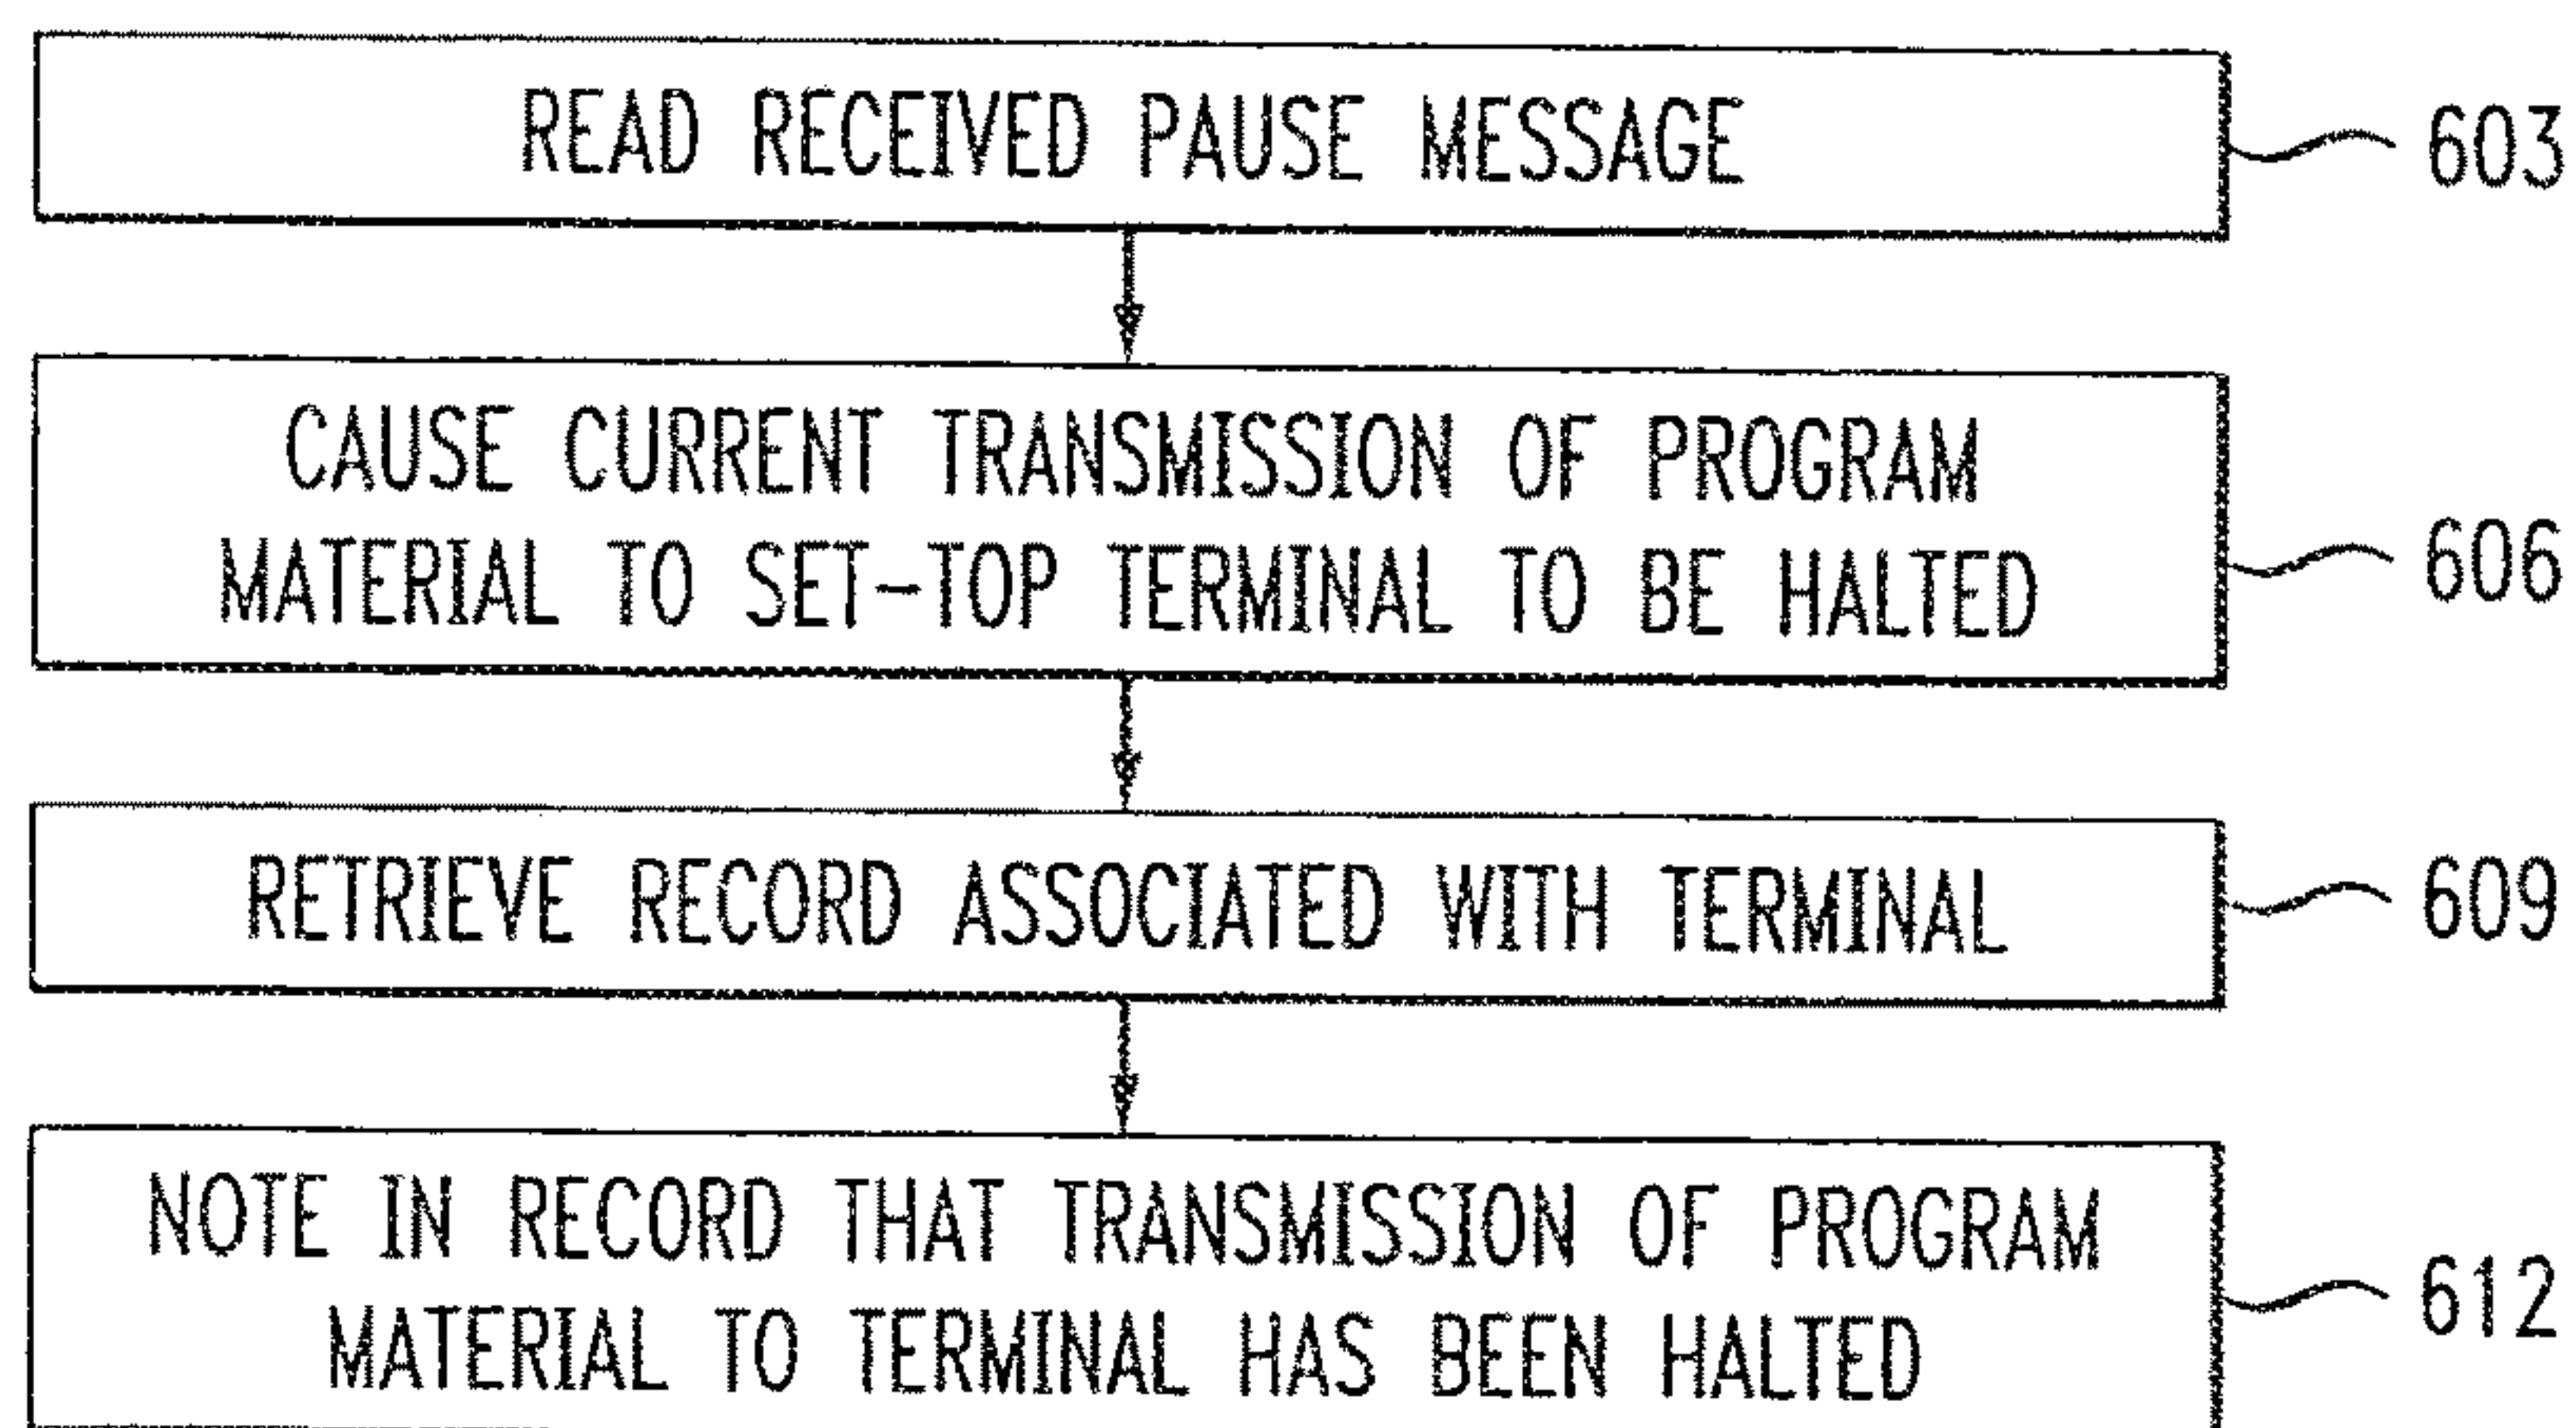 READ RECEIVED PAUSE MESSAGE
603
CAUSE CURRENT TRANSMISSION OF PROGRAM
MATERIAL TO SET-TOP TERMINAL TO BE HALTED
606
RETRIEVE RECORD ASSOCIATED WITH TERMINAL
609
NOTE IN RECORD THAT TRANSMISSION OF PROGRAM
MATERIAL TO TERMINAL HAS BEEN HALTED
612